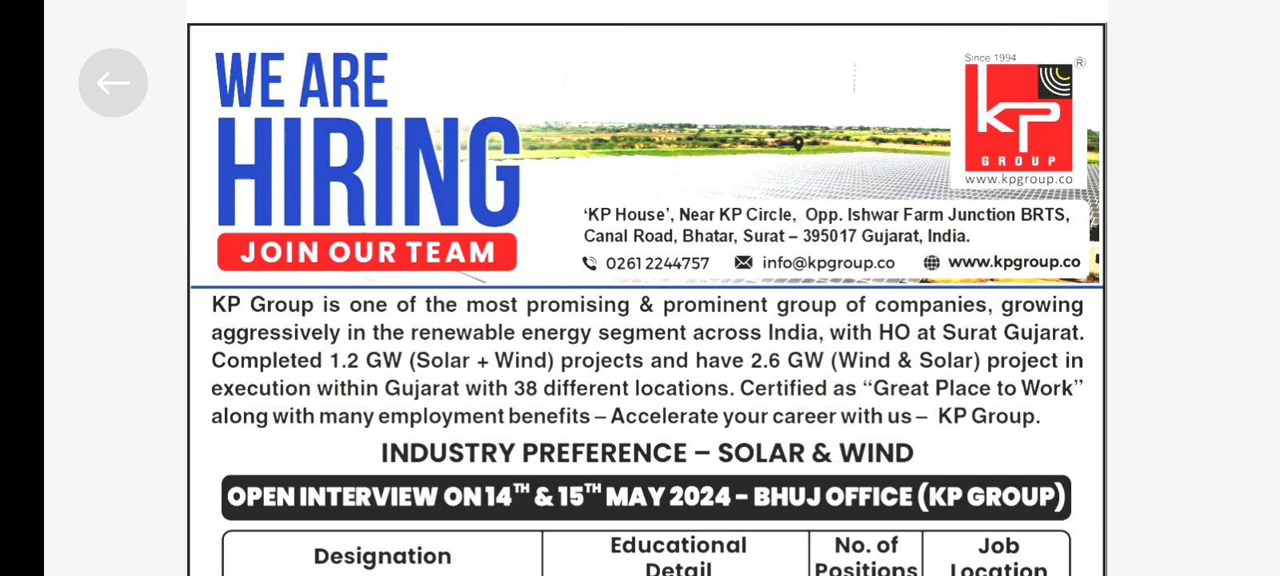 WE ARE
HIRING
JOIN OUR TEAM
Since 1994
®
KP
GROUP
www.kpgroup.co
‘KP House’, Near KP Circle, Opp. Ishwar Farm Junction BRTS,
Canal Road, Bhatar, Surat – 395017 Gujarat, India.
0261 2244757 info@kpgroup.co www.kpgroup.co
KP Group is one of the most promising & prominent group of companies, growing
aggressively in the renewable energy segment across India, with HO at Surat Gujarat.
Completed 1.2 GW (Solar + Wind) projects and have 2.6 GW (Wind & Solar) project in
execution within Gujarat with 38 different locations. Certified as “Great Place to Work”
along with many employment benefits – Accelerate your career with us – KP Group.
INDUSTRY PREFERENCE – SOLAR & WIND
OPEN INTERVIEW ON 14TH & 15TH MAY 2024 - BHUJ OFFICE (KP GROUP)
Designation
Educational
Detail
No. of
Positions
Job
Location